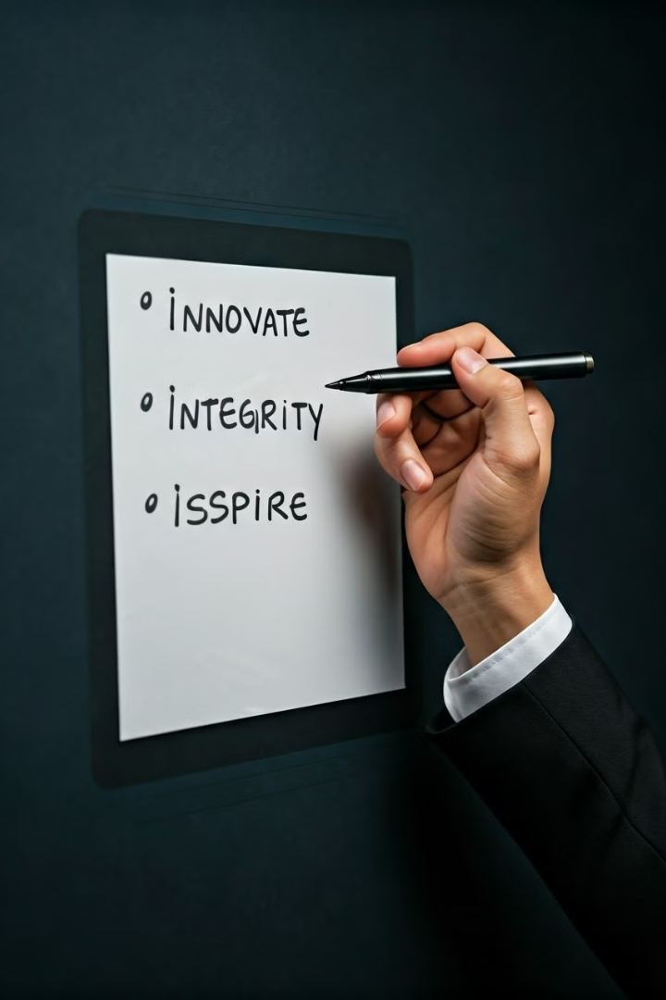 • INNOVATE
• INTEGRITY
• ISSPIRE